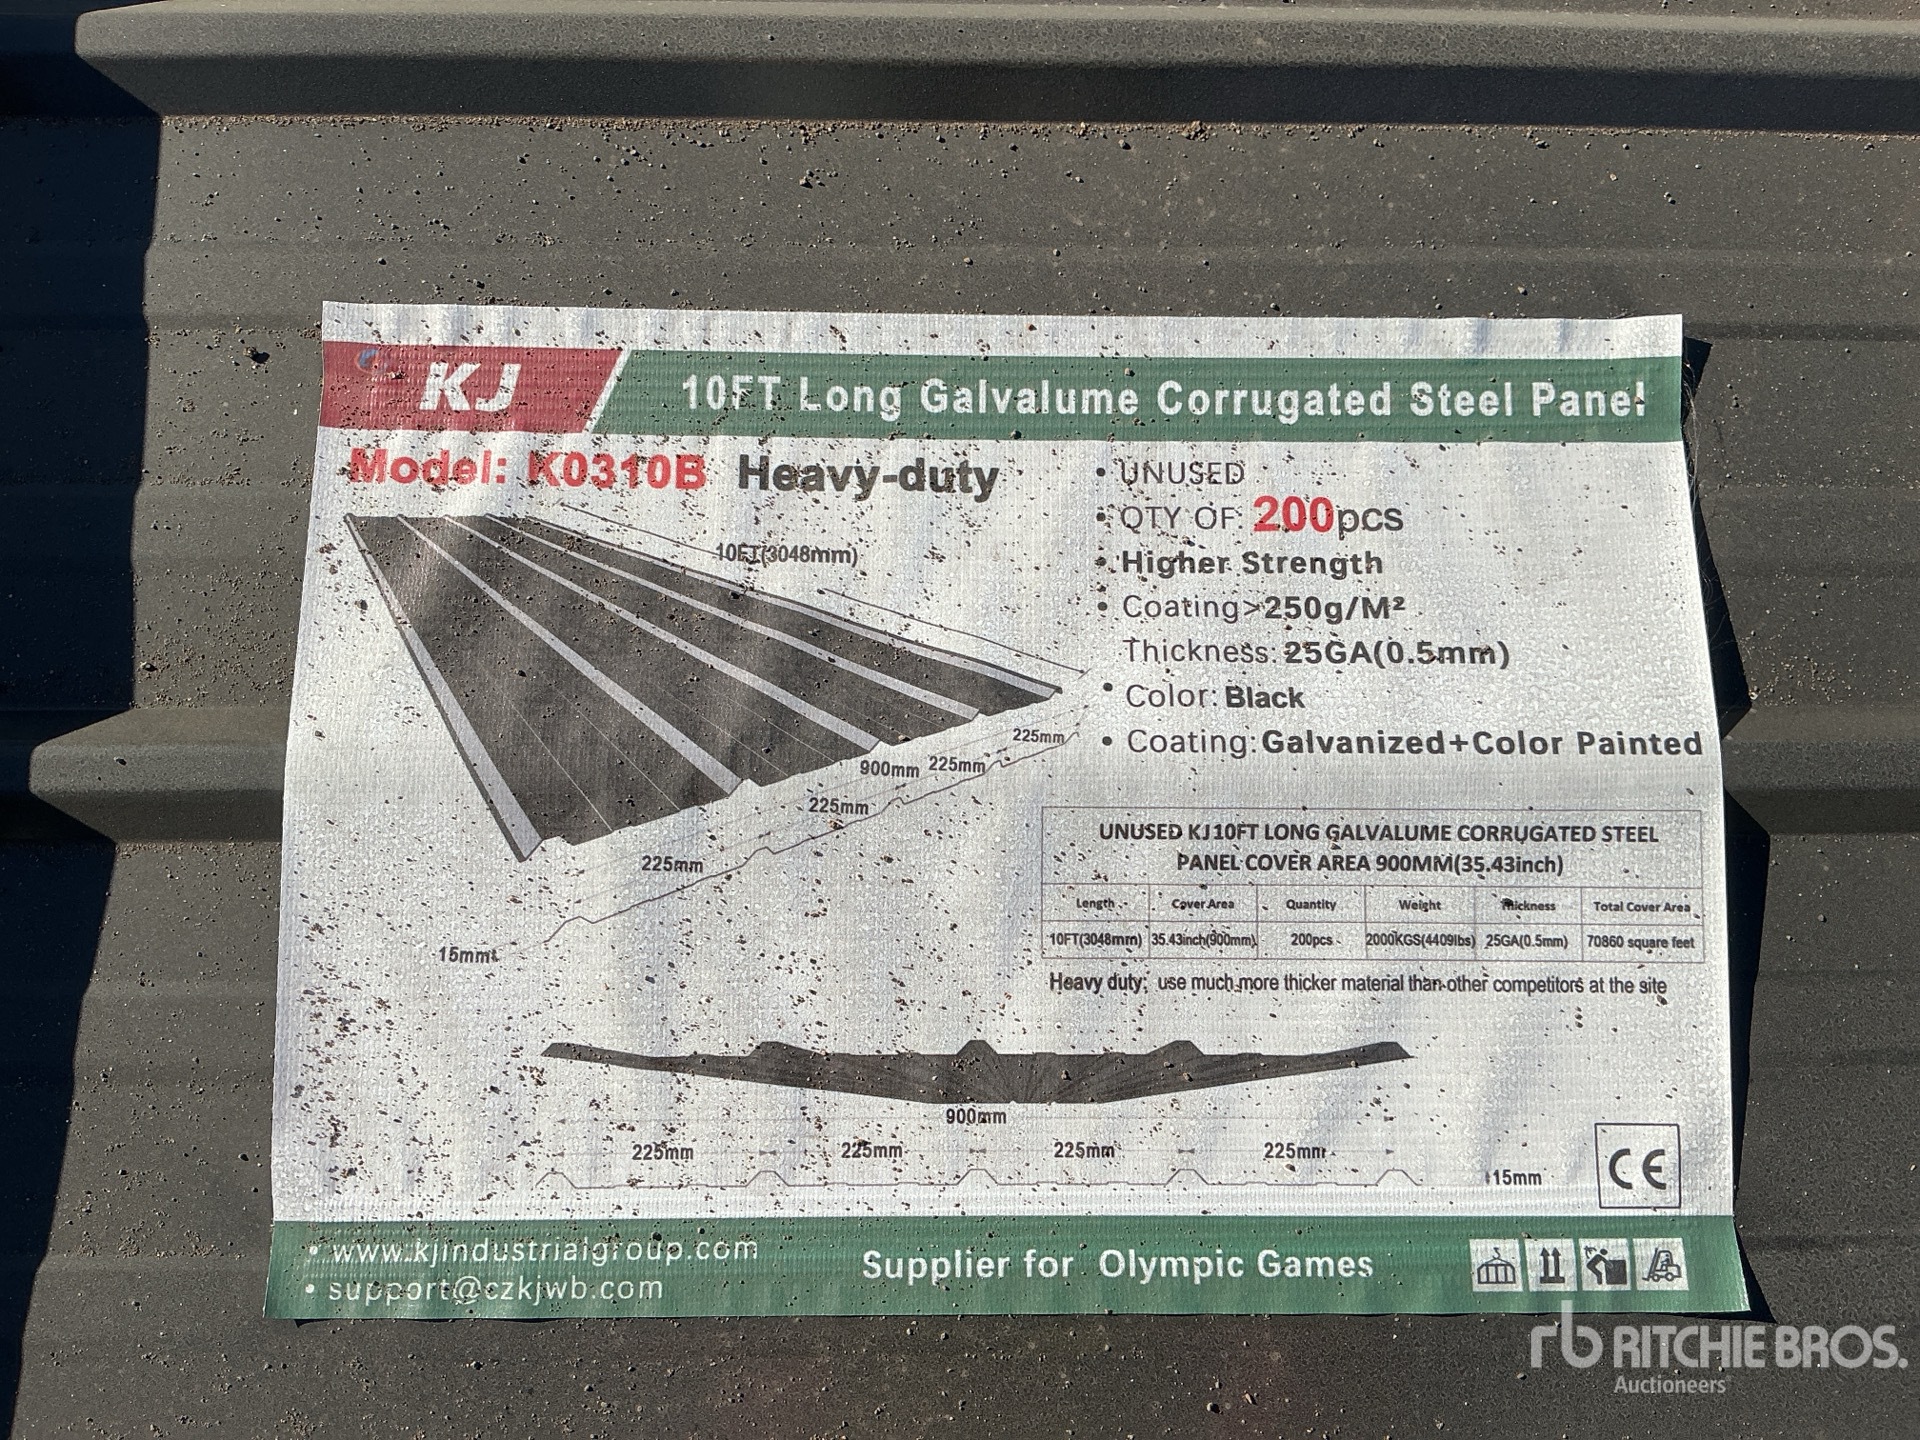 KJ
10FT Long Galvalume Corrugated Steel Panel
Model: K0310B Heavy-duty
• UNUSED
• QTY OF: 200pcs
• Higher Strength
• Coating>250g/M²
Thickness: 25GA(0.5mm)
• Color: Black
• Coating: Galvanized+Color Painted
10FT(3048mm)
225mm
900mm 225mm
225mm
225mm
15mm
UNUSED KJ10FT LONG GALVALUME CORRUGATED STEEL
PANEL COVER AREA 900MM(35.43inch)
Length Cover Area Quantity Weight Thickness Total Cover Area
10FT(3048mm) 35.43inch(900mm) 200pcs 2000KGS(4409lbs) 25GA(0.5mm) 70860 square feet
Heavy duty: use much more thicker material than other competitors at the site
900mm
225mm 225mm 225mm 225mm
15mm
CE
• www.kjindustrialgroup.com
• support@czkjwb.com
Supplier for Olympic Games
rb RITCHIE BROS.
Auctioneers